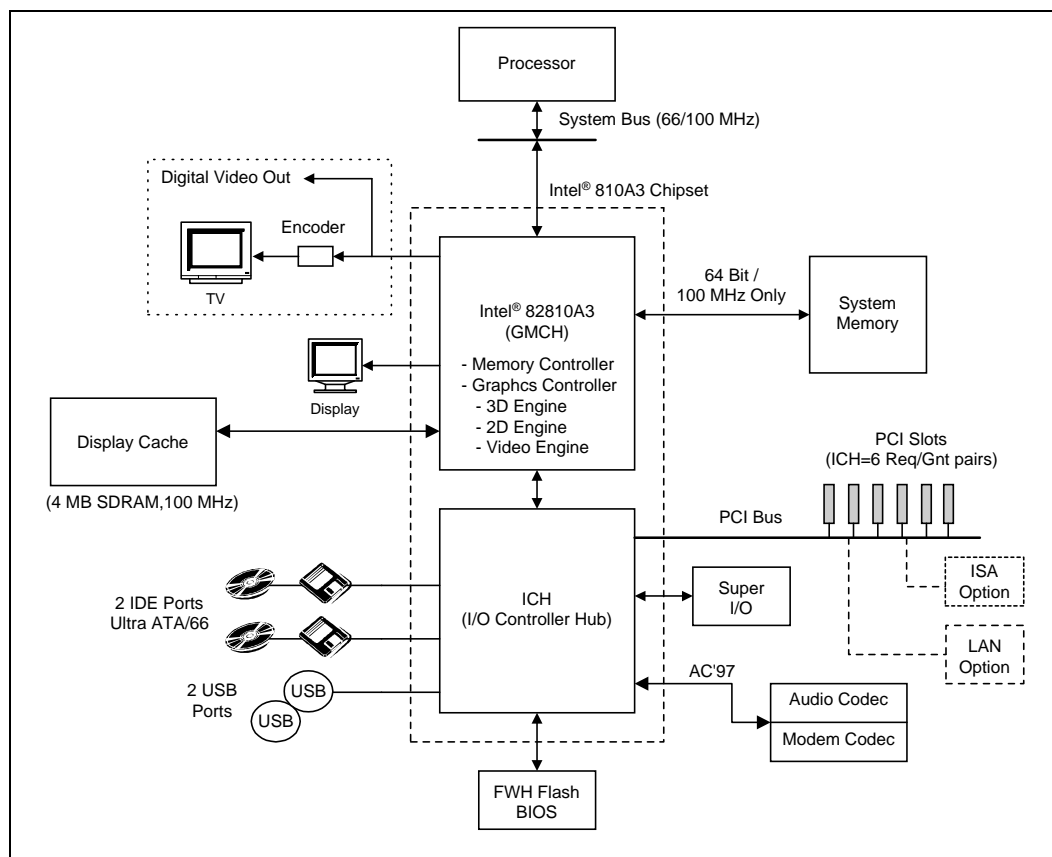 Processor
System Bus (66/100 MHz)
Digital Video Out
Intel® 810A3 Chipset
Encoder
TV
64 Bit /
100 MHz Only
System
Memory
Intel® 82810A3
(GMCH)
- Memory Controller
- Graphcs Controller
- 3D Engine
- 2D Engine
- Video Engine
Display
Display Cache
(4 MB SDRAM,100 MHz)
PCI Slots
(ICH=6 Req/Gnt pairs)
PCI Bus
ISA
Option
LAN
Option
2 IDE Ports
Ultra ATA/66
ICH
(I/O Controller Hub)
Super
I/O
2 USB
Ports
USB
USB
AC'97
Audio Codec
Modem Codec
FWH Flash
BIOS